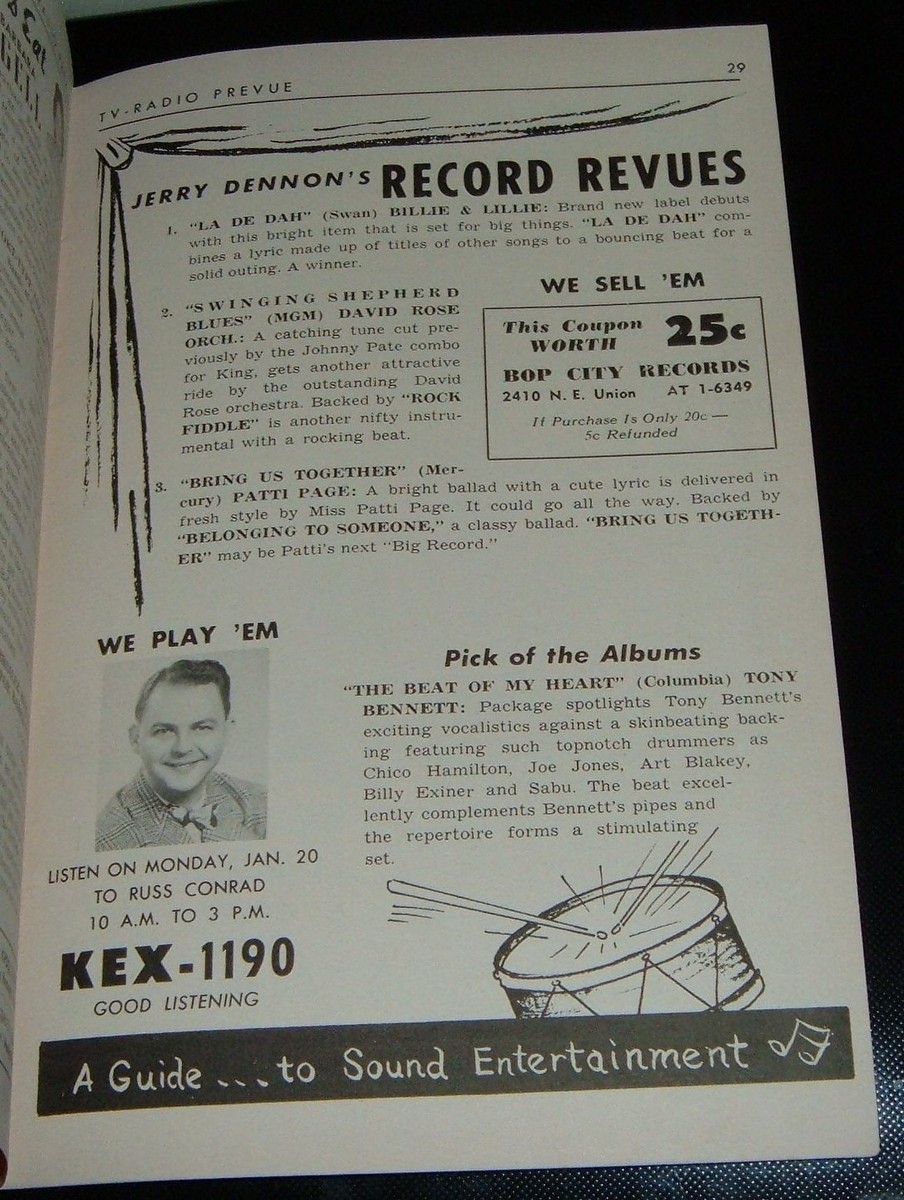 TV-RADIO PREVUE
29
JERRY DENNON'S RECORD REVUES
1. "LA DE DAH" (Swan) BILLIE & LILLIE: Brand new label debuts
with this bright item that is set for big things. "LA DE DAH" com-
bines a lyric made up of titles of other songs to a bouncing beat for a
solid outing. A winner.
2. "SWINGING SHEPHERD
BLUES" (MGM) DAVID ROSE
ORCH.: A catching tune cut pre-
viously by the Johnny Pate combo
for King, gets another attractive
ride by the outstanding David
Rose orchestra. Backed by "ROCK
FIDDLE" is another nifty instru-
mental with a rocking beat.
WE SELL 'EM
This Coupon
WORTH
25c
BOP CITY RECORDS
2410 N. E. Union AT 1-6349
If Purchase Is Only 20c —
5c Refunded
3. "BRING US TOGETHER" (Mer-
cury) PATTI PAGE: A bright ballad with a cute lyric is delivered in
fresh style by Miss Patti Page. It could go all the way. Backed by
"BELONGING TO SOMEONE," a classy ballad. "BRING US TOGETH-
ER" may be Patti's next "Big Record."
WE PLAY 'EM
LISTEN ON MONDAY, JAN. 20
TO RUSS CONRAD
10 A.M. TO 3 P.M.
KEX-1190
GOOD LISTENING
Pick of the Albums
"THE BEAT OF MY HEART" (Columbia) TONY
BENNETT: Package spotlights Tony Bennett's
exciting vocalistics against a skinbeating back-
ing featuring such topnotch drummers as
Chico Hamilton, Joe Jones, Art Blakey,
Billy Exiner and Sabu. The beat excel-
lently complements Bennett's pipes and
the repertoire forms a stimulating
set.
A Guide ... to Sound Entertainment